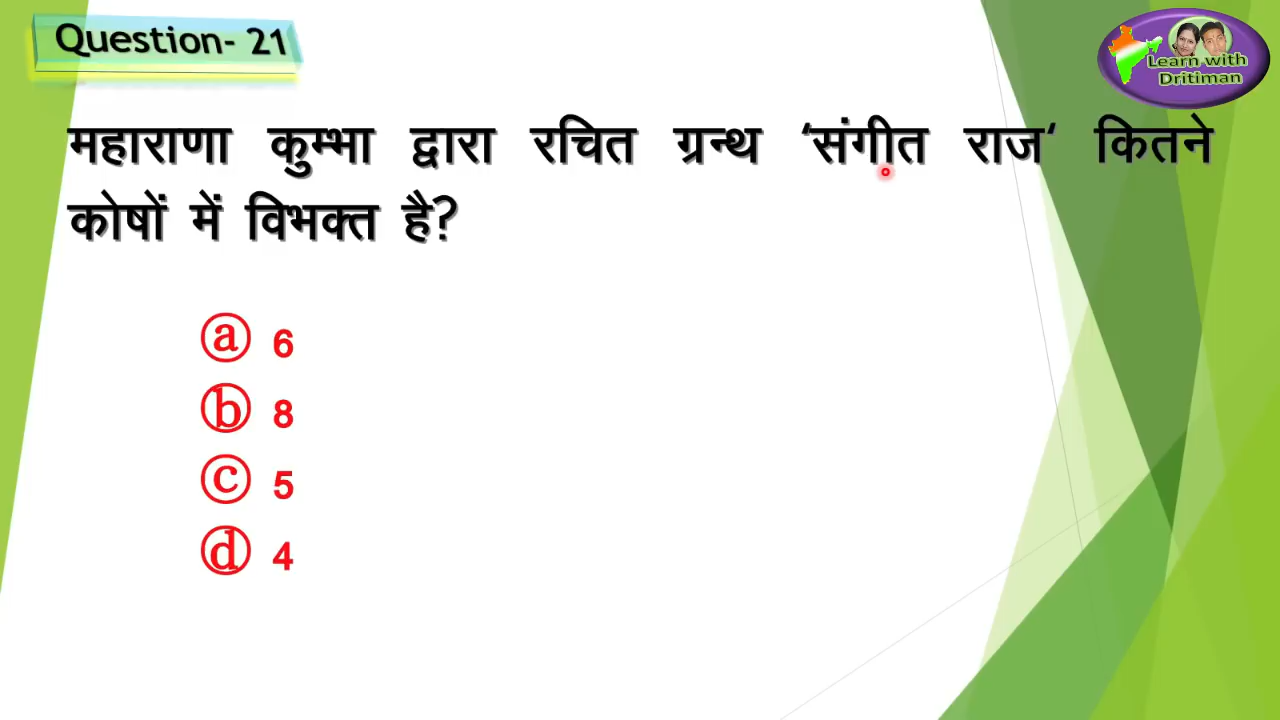 Question- 21
Learn with
Dritiman
महाराणा कुम्भा द्वारा रचित ग्रन्थ ‘संगीत राज‘ कितने
कोषों में विभक्त है?
ⓐ 6
ⓑ 8
ⓒ 5
ⓓ 4